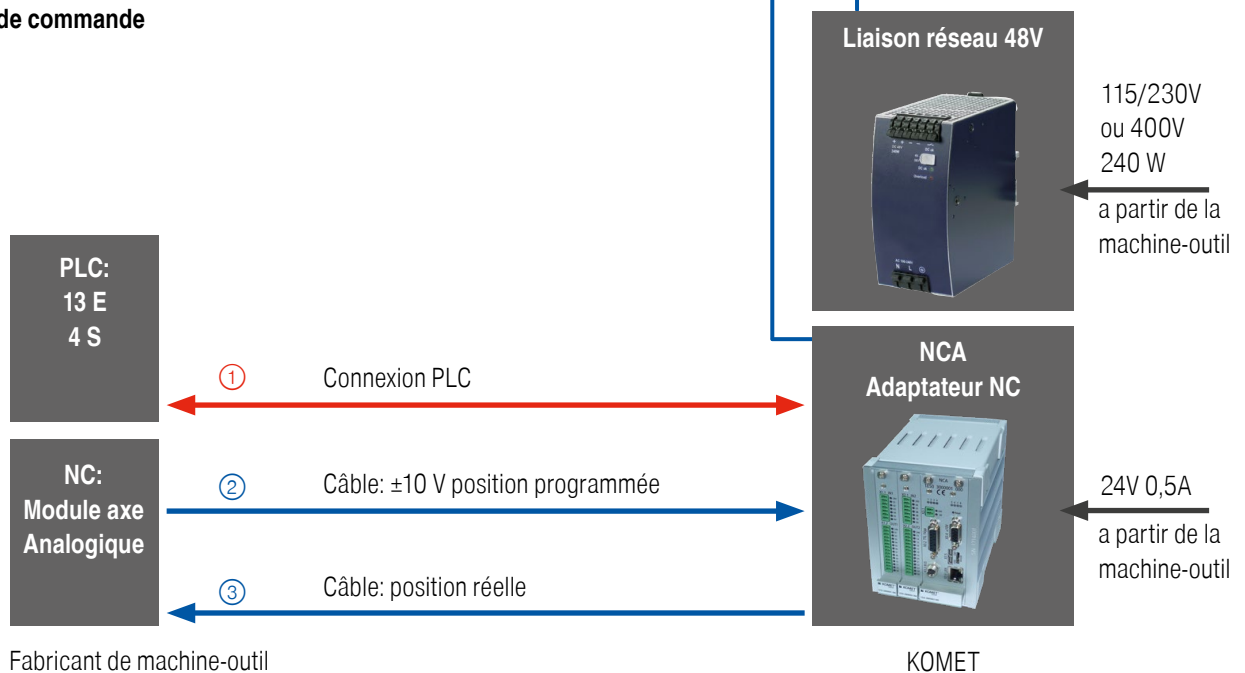 de commande
Liaison réseau 48V
115/230V
ou 400V
240 W
a partir de la
machine-outil
PLC:
13 E
4 S
① Connexion PLC
NCA
Adaptateur NC
NC:
Module axe
Analogique
② Câble: ±10 V position programmée
24V 0,5A
a partir de la
machine-outil
③ Câble: position réelle
Fabricant de machine-outil
KOMET